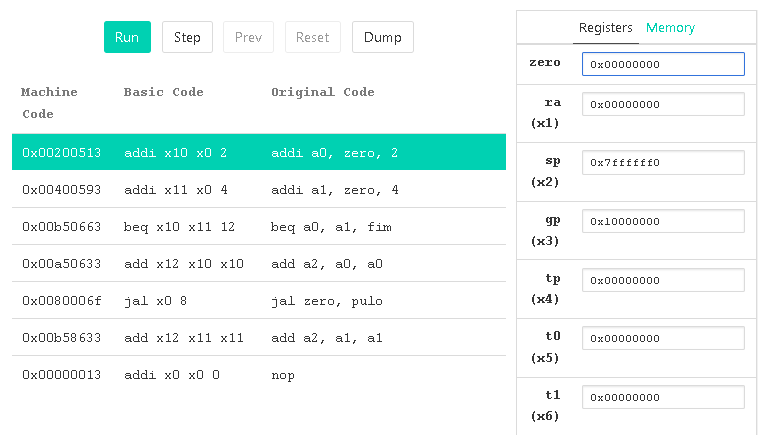 Run Step Prev Reset Dump
Machine Code Basic Code Original Code
0x00200513 addi x10 x0 2 addi a0, zero, 2
0x00400593 addi x11 x0 4 addi a1, zero, 4
0x00b50663 beq x10 x11 12 beq a0, a1, fim
0x00a50633 add x12 x10 x10 add a2, a0, a0
0x0080006f jal x0 8 jal zero, pulo
0x00b58633 add x12 x11 x11 add a2, a1, a1
0x00000013 addi x0 x0 0 nop
Registers Memory
zero 0x00000000
ra (x1) 0x00000000
sp (x2) 0x7ffffff0
gp (x3) 0x10000000
tp (x4) 0x00000000
t0 (x5) 0x00000000
t1 (x6) 0x00000000